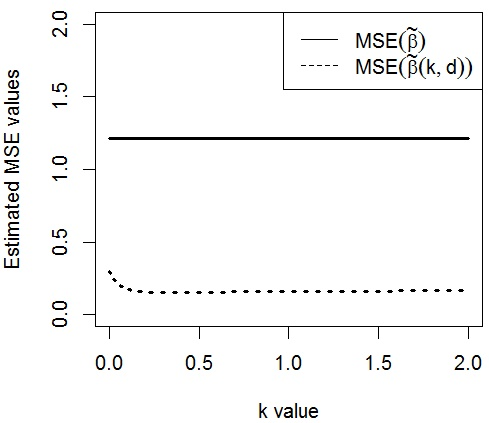 MSE(β̃)
MSE(β̃(k, d))
Estimated MSE values
2.0
1.5
1.0
0.5
0.0
0.0 0.5 1.0 1.5 2.0
k value